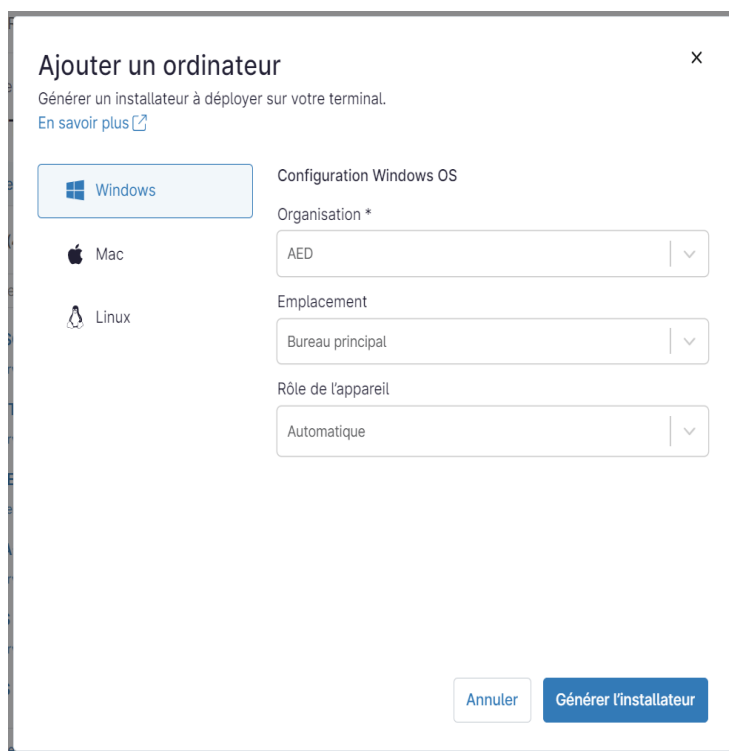 Ajouter un ordinateur
Générer un installateur à déployer sur votre terminal.
En savoir plus
Windows
Mac
Linux
Configuration Windows OS
Organisation *
AED
Emplacement
Bureau principal
Rôle de l'appareil
Automatique
Annuler
Générer l'installateur